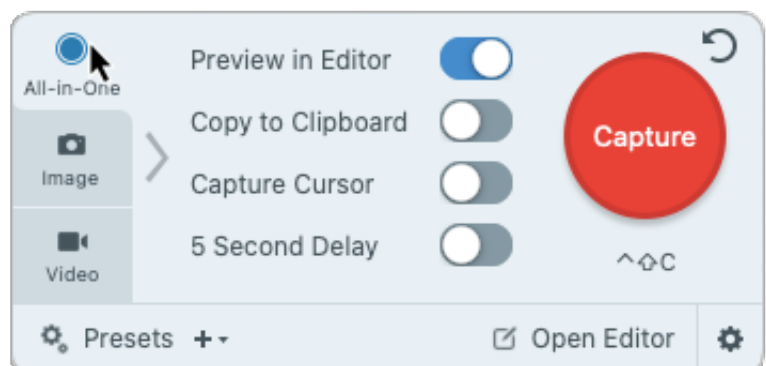 All-in-One
Image
Video
Preview in Editor
Copy to Clipboard
Capture Cursor
5 Second Delay
Capture
^⇧C
Presets +
Open Editor